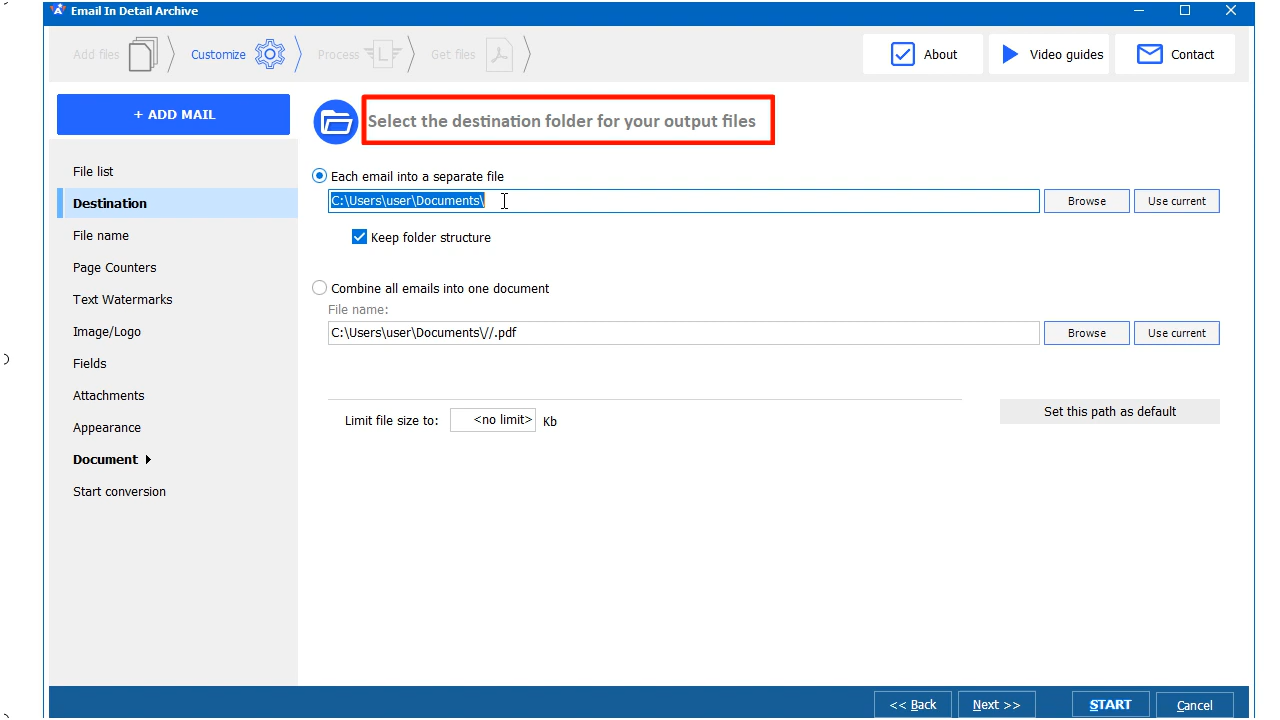 Email In Detail Archive
Add files
Customize
Process
Get files
About
Video guides
Contact
+ ADD MAIL
File list
Destination
File name
Page Counters
Text Watermarks
Image/Logo
Fields
Attachments
Appearance
Document
Start conversion
Select the destination folder for your output files
Each email into a separate file
C:\Users\user\Documents\
Browse
Use current
Keep folder structure
Combine all emails into one document
File name:
C:\Users\user\Documents\//.pdf
Browse
Use current
Limit file size to: <no limit> Kb
Set this path as default
<< Back
Next >>
START
Cancel